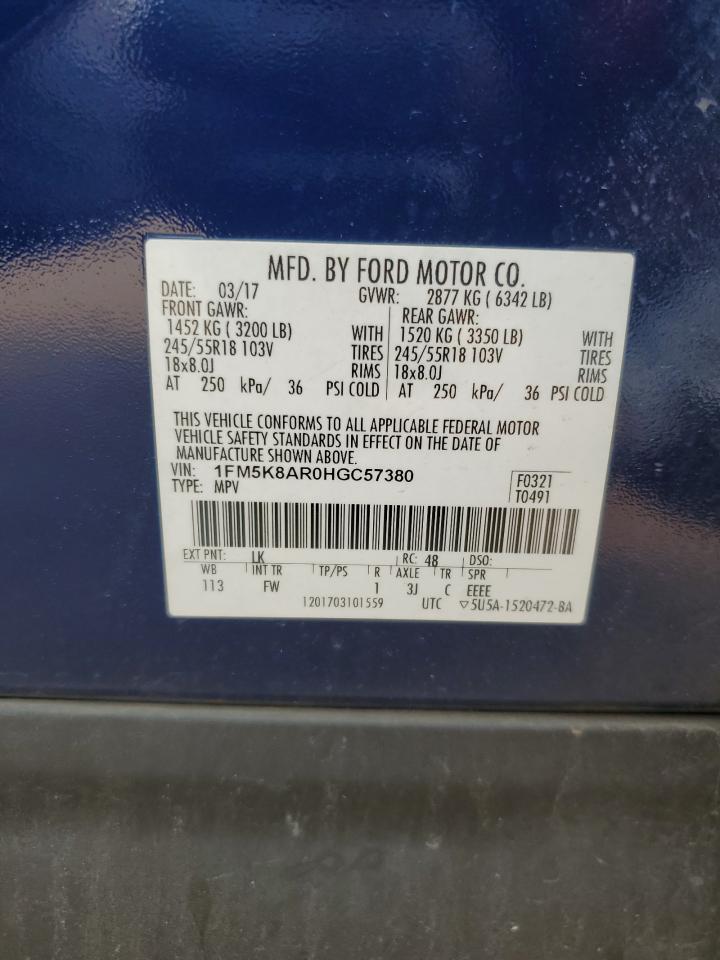 MFD. BY FORD MOTOR CO.
DATE: 03/17 GVWR: 2877 KG ( 6342 LB)
FRONT GAWR: REAR GAWR:
1452 KG ( 3200 LB) WITH 1520 KG ( 3350 LB) WITH
245/55R18 103V TIRES 245/55R18 103V TIRES
18x8.0J RIMS 18x8.0J RIMS
AT 250 kPa/ 36 PSI COLD AT 250 kPa/ 36 PSI COLD
THIS VEHICLE CONFORMS TO ALL APPLICABLE FEDERAL MOTOR
VEHICLE SAFETY STANDARDS IN EFFECT ON THE DATE OF
MANUFACTURE SHOWN ABOVE.
VIN: 1FM5K8AR0HGC57380 F0321
TYPE: MPV T0491
EXT PNT: LK RC: 48 DSO:
WB INT TR TP/PS R AXLE TR SPR
113 FW 1 3J C EEEE
1201703101559 UTC ▽5U5A-1520472-BA